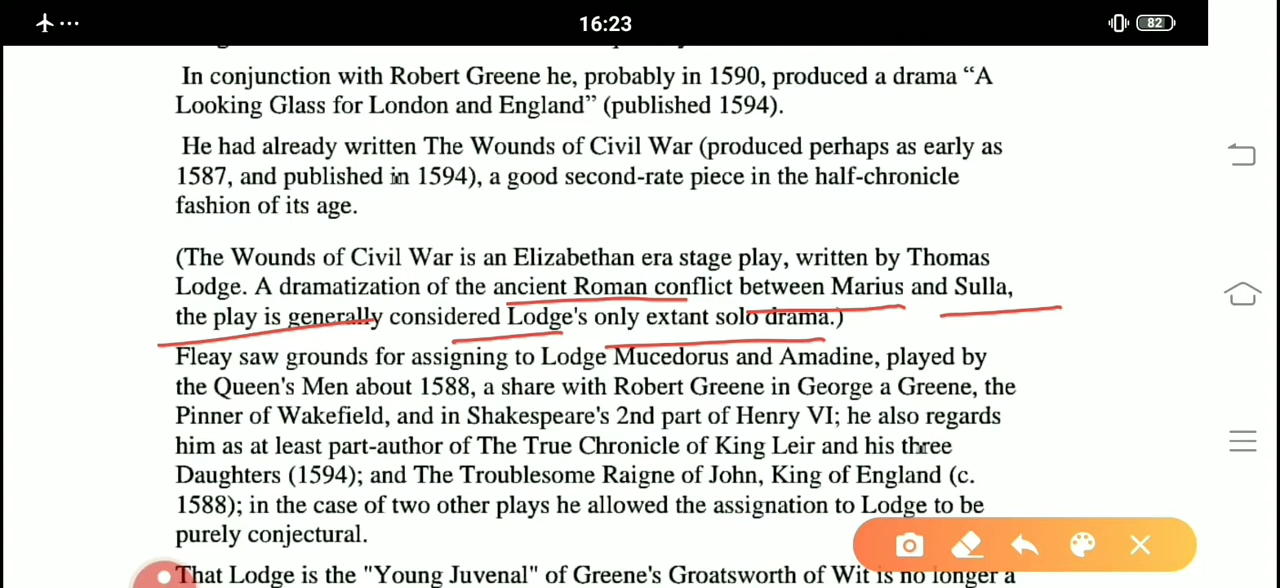 16:23
82
In conjunction with Robert Greene he, probably in 1590, produced a drama “A
Looking Glass for London and England” (published 1594).
He had already written The Wounds of Civil War (produced perhaps as early as
1587, and published in 1594), a good second-rate piece in the half-chronicle
fashion of its age.
(The Wounds of Civil War is an Elizabethan era stage play, written by Thomas
Lodge. A dramatization of the ancient Roman conflict between Marius and Sulla,
the play is generally considered Lodge's only extant solo drama.)
Fleay saw grounds for assigning to Lodge Mucedorus and Amadine, played by
the Queen's Men about 1588, a share with Robert Greene in George a Greene, the
Pinner of Wakefield, and in Shakespeare's 2nd part of Henry VI; he also regards
him as at least part-author of The True Chronicle of King Leir and his three
Daughters (1594); and The Troublesome Raigne of John, King of England (c.
1588); in the case of two other plays he allowed the assignation to Lodge to be
purely conjectural.
That Lodge is the "Young Juvenal" of Greene's Groatsworth of Wit is no longer a